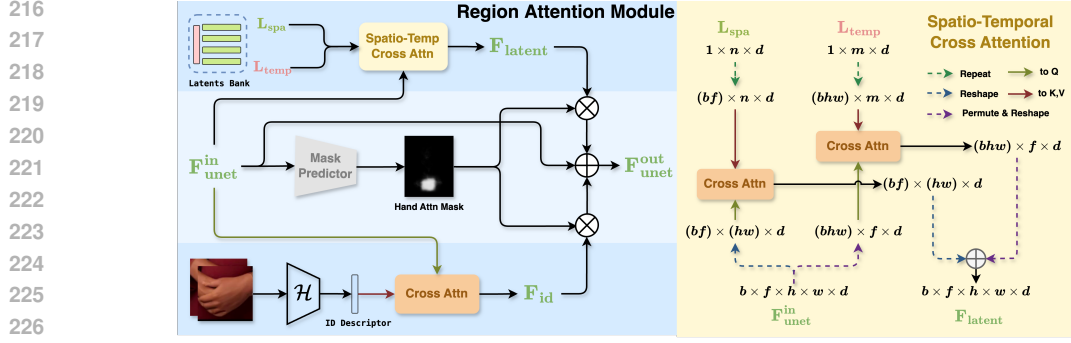 216
217
218
219
220
221
222
223
224
225
226
Region Attention Module
L_spa
L_temp
Latents Bank
Spatio-Temp
Cross Attn
F_latent
F^in_unet
Mask
Predictor
Hand Attn Mask
F^out_unet
H
ID Descriptor
Cross Attn
F_id
Spatio-Temporal
Cross Attention
L_spa
L_temp
1 × n × d
1 × m × d
Repeat
to Q
Reshape
to K,V
Permute & Reshape
(bf) × n × d
(bhw) × m × d
Cross Attn
(bhw) × f × d
Cross Attn
(bf) × (hw) × d
(bf) × (hw) × d
(bhw) × f × d
b × f × h × w × d
b × f × h × w × d
F^in_unet
F_latent